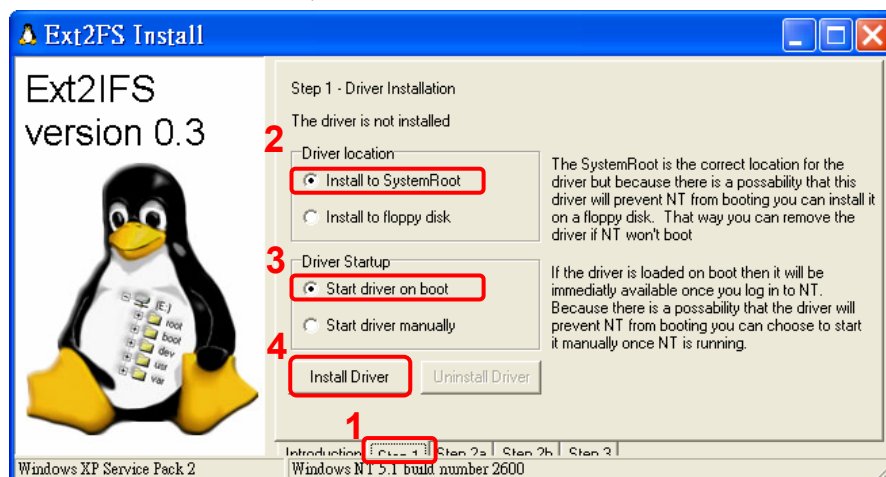 Ext2FS Install
Ext2IFS
version 0.3
(E:)
root
boot
dev
usr
var
Step 1 - Driver Installation
The driver is not installed
2
Driver location
Install to SystemRoot
Install to floppy disk
The SystemRoot is the correct location for the
driver but because there is a possability that this
driver will prevent NT from booting you can install it
on a floppy disk. That way you can remove the
driver if NT won't boot
3
Driver Startup
Start driver on boot
Start driver manually
If the driver is loaded on boot then it will be
immediatly available once you log in to NT.
Because there is a possability that the driver will
prevent NT from booting you can choose to start
it manually once NT is running.
4
Install Driver
Uninstall Driver
1
Introduction Step 1 Step 2a Step 2b Step 3
Windows XP Service Pack 2
Windows NT 5.1 build number 2600